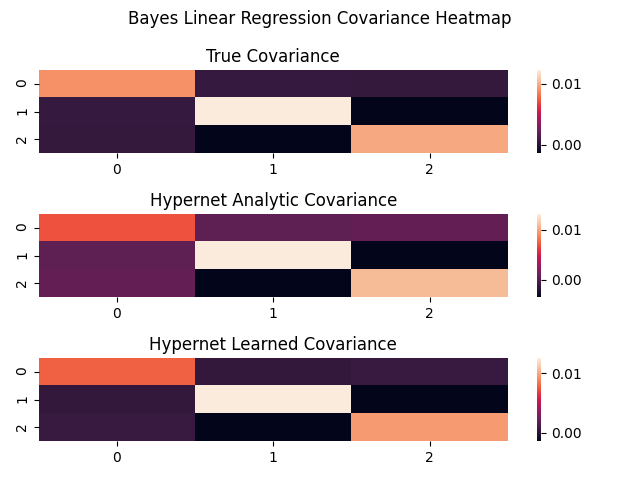 Bayes Linear Regression Covariance Heatmap
True Covariance
0
1
2
0 1 2
0.01
0.00
Hypernet Analytic Covariance
0
1
2
0 1 2
0.01
0.00
Hypernet Learned Covariance
0
1
2
0 1 2
0.01
0.00